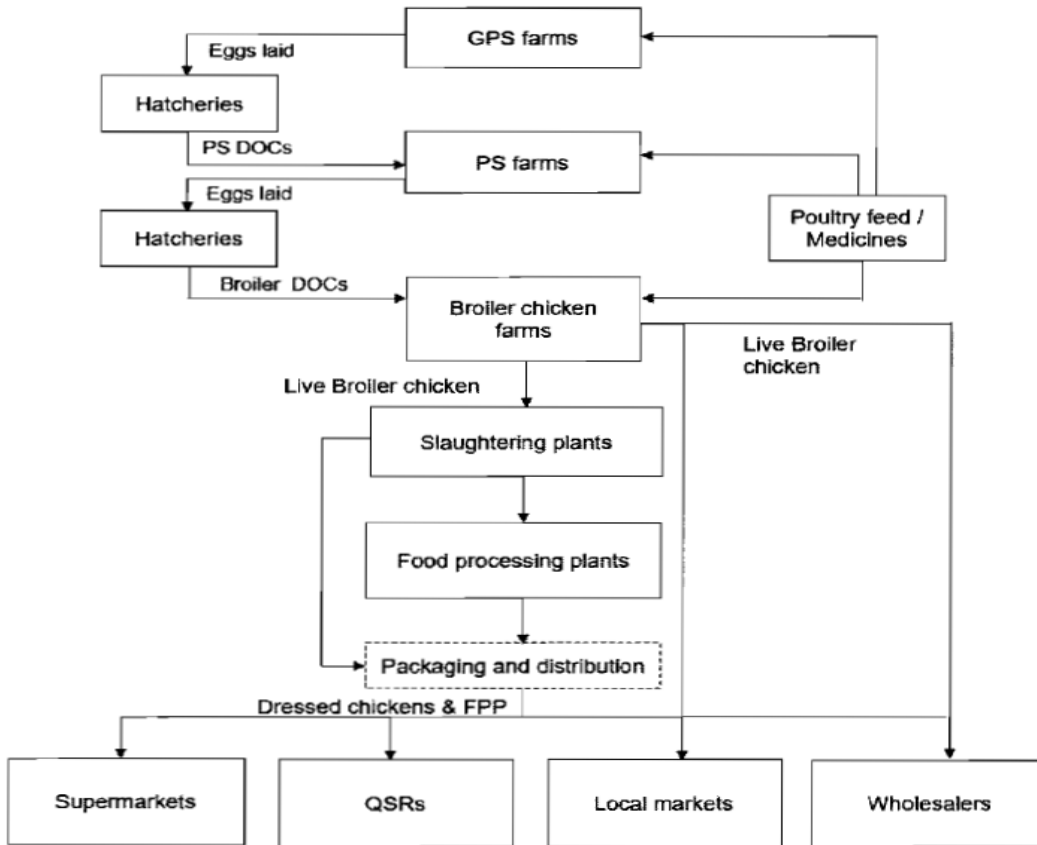 GPS farms
Eggs laid
Hatcheries
PS DOCs
PS farms
Eggs laid
Poultry feed /
Medicines
Hatcheries
Broiler DOCs
Broiler chicken
farms
Live Broiler
chicken
Live Broiler chicken
Slaughtering plants
Food processing plants
Packaging and distribution
Dressed chickens & FPP
Supermarkets
QSRs
Local markets
Wholesalers